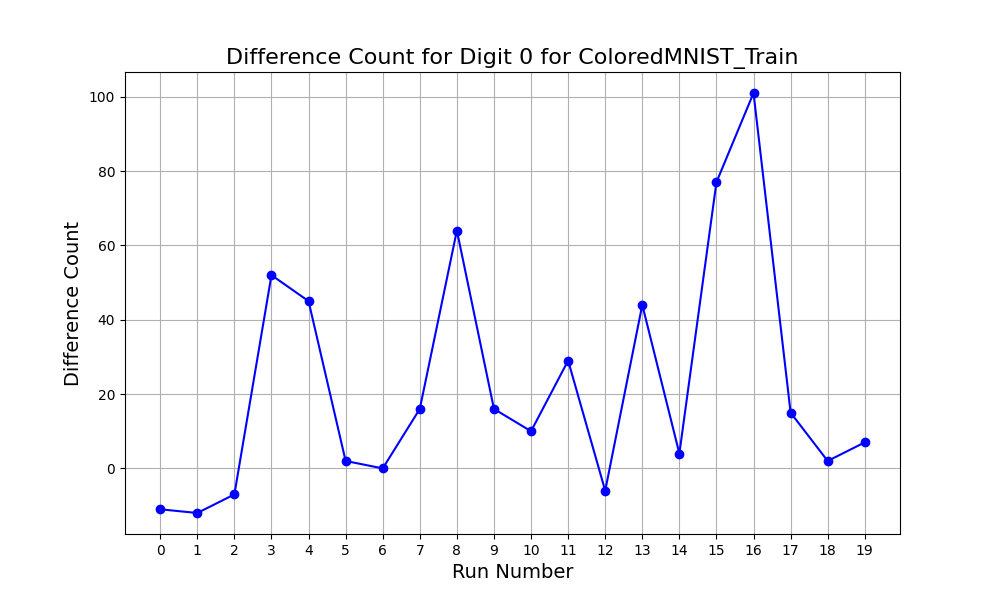 Difference Count for Digit 0 for ColoredMNIST_Train
Difference Count
100
80
60
40
20
0
0 1 2 3 4 5 6 7 8 9 10 11 12 13 14 15 16 17 18 19
Run Number